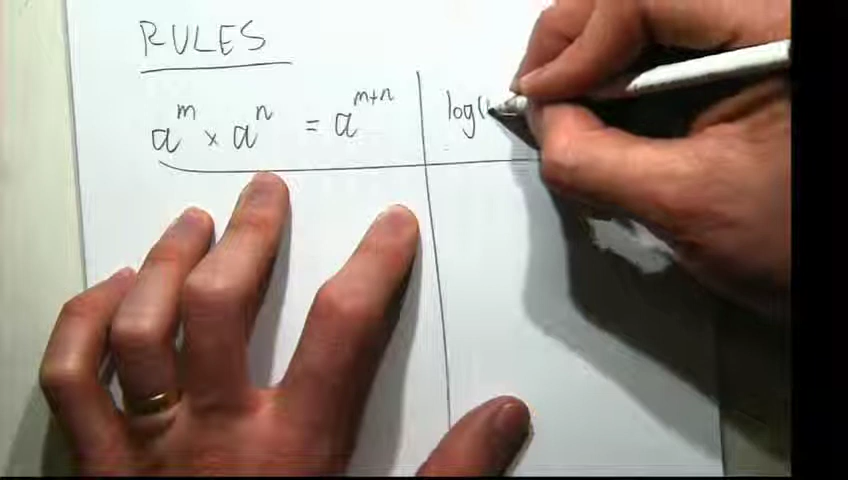 RULES
a^m × a^n = a^{m+n}
log(